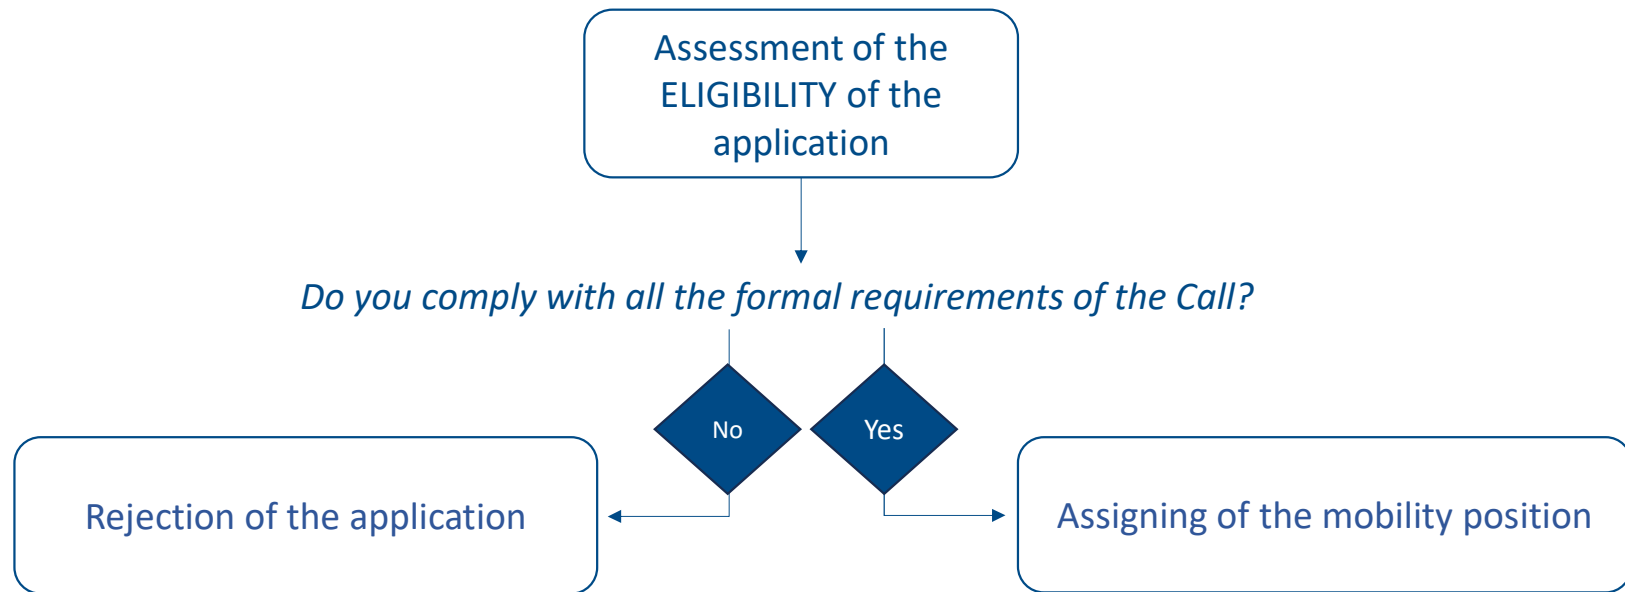 Assessment of the
ELIGIBILITY of the
application
Do you comply with all the formal requirements of the Call?
No
Yes
Rejection of the application
Assigning of the mobility position